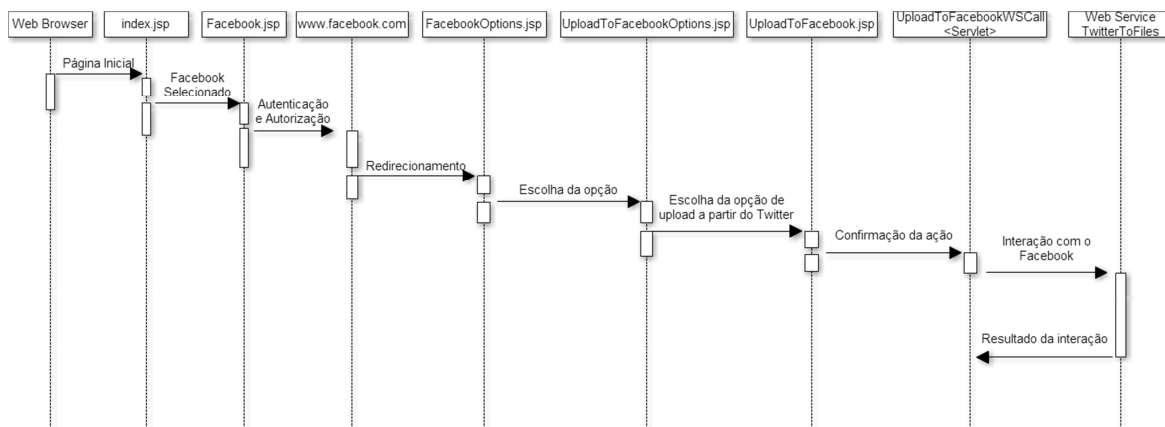 Web Browser
index.jsp
Facebook.jsp
www.facebook.com
FacebookOptions.jsp
UploadToFacebookOptions.jsp
UploadToFacebook.jsp
UploadToFacebookWSCall
<Servlet>
Web Service
TwitterToFiles
Página Inicial
Facebook
Selecionado
Autenticação
e Autorização
Redirecionamento
Escolha da opção
Escolha da opção de
upload a partir do Twitter
Confirmação da ação
Interação com o
Facebook
Resultado da interação